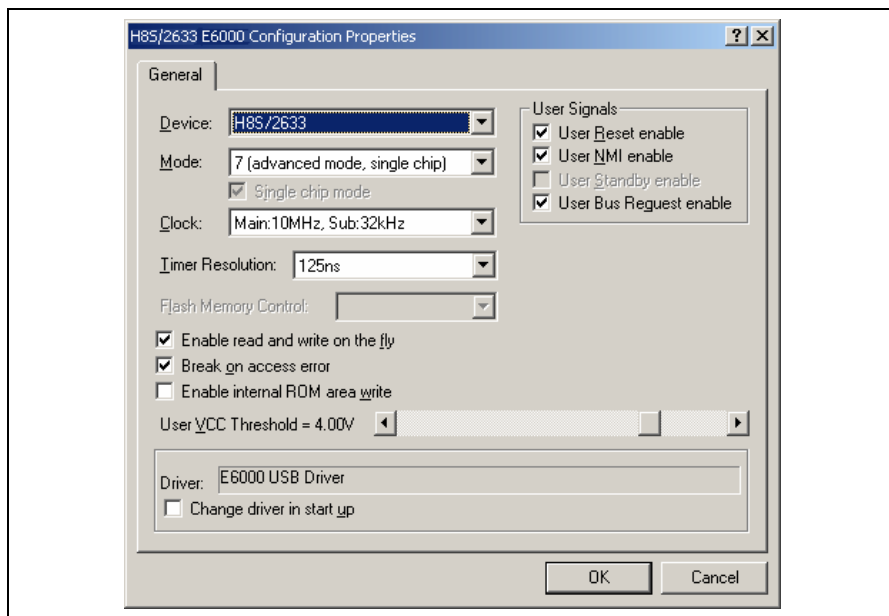 H8S/2633 E6000 Configuration Properties
General
Device: H8S/2633
Mode: 7 (advanced mode, single chip)
Single chip mode
Clock: Main:10MHz, Sub:32kHz
Timer Resolution: 125ns
Flash Memory Control:
Enable read and write on the fly
Break on access error
Enable internal ROM area write
User VCC Threshold = 4.00V
User Signals
User Reset enable
User NMI enable
User Standby enable
User Bus Reguest enable
Driver: E6000 USB Driver
Change driver in start up
OK Cancel